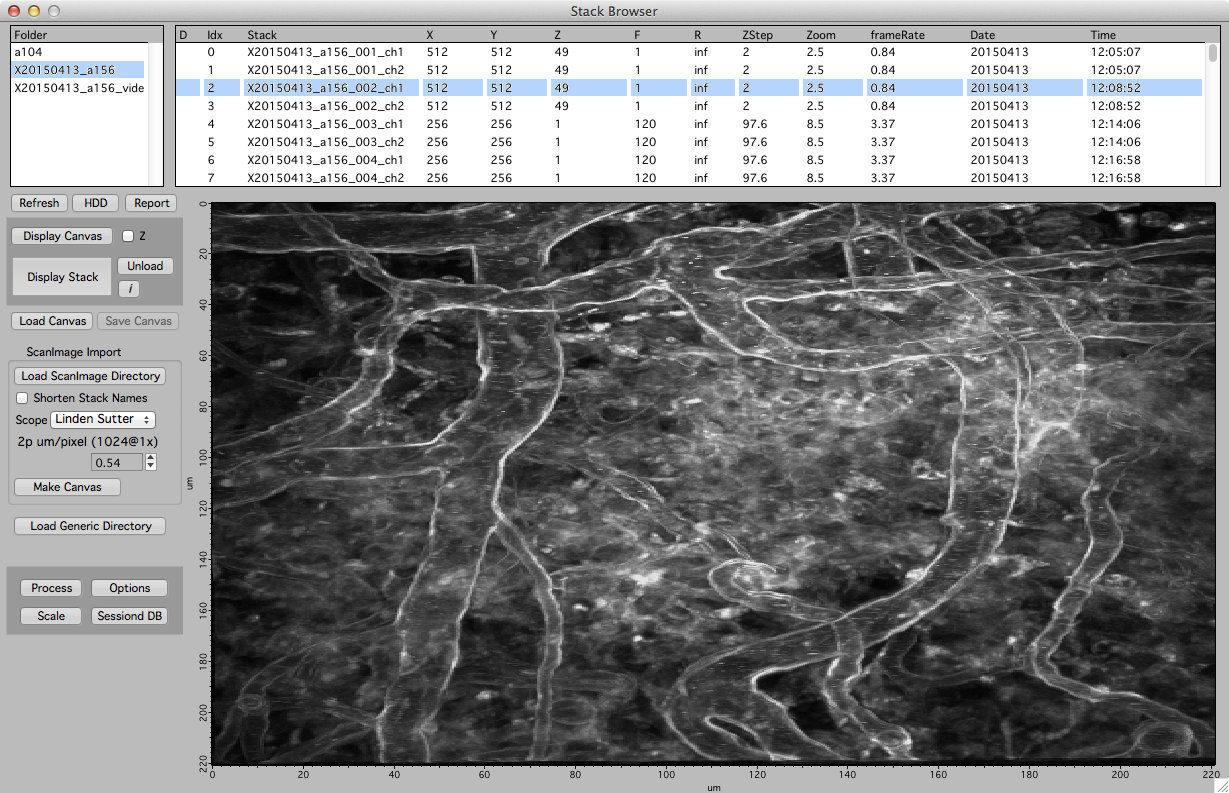 Stack Browser
Folder
a104
X20150413_a156
X20150413_a156_vide
D Idx Stack X Y Z F R ZStep Zoom frameRate Date Time
0 X20150413_a156_001_ch1 512 512 49 1 inf 2 2.5 0.84 20150413 12:05:07
1 X20150413_a156_001_ch2 512 512 49 1 inf 2 2.5 0.84 20150413 12:05:07
2 X20150413_a156_002_ch1 512 512 49 1 inf 2 2.5 0.84 20150413 12:08:52
3 X20150413_a156_002_ch2 512 512 49 1 inf 2 2.5 0.84 20150413 12:08:52
4 X20150413_a156_003_ch1 256 256 1 120 inf 97.6 8.5 3.37 20150413 12:14:06
5 X20150413_a156_003_ch2 256 256 1 120 inf 97.6 8.5 3.37 20150413 12:14:06
6 X20150413_a156_004_ch1 256 256 1 120 inf 97.6 8.5 3.37 20150413 12:16:58
7 X20150413_a156_004_ch2 256 256 1 120 inf 97.6 8.5 3.37 20150413 12:16:58
Refresh HDD Report
Display Canvas Z
Display Stack Unload
i
Load Canvas Save Canvas
ScanImage Import
Load ScanImage Directory
Shorten Stack Names
Scope Linden Sutter
2p um/pixel (1024@1x)
0.54
Make Canvas
Load Generic Directory
Process Options
Scale Sessiond DB
0
20
40
60
80
100
um
120
140
160
180
200
220
0 20 40 60 80 100 120 140 160 180 200 220
um